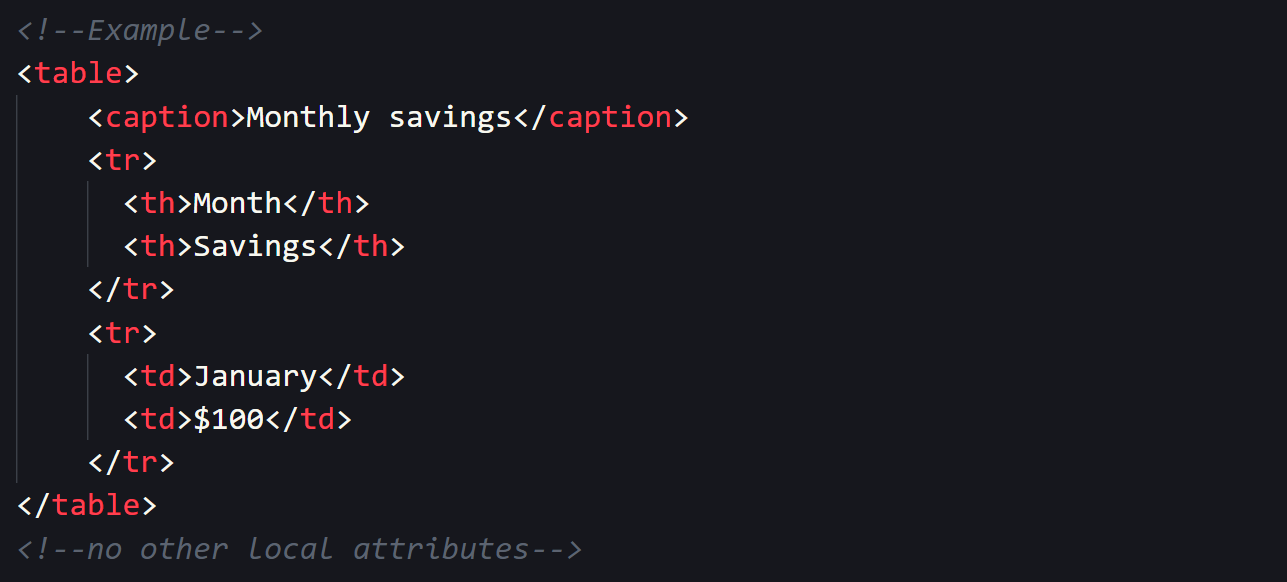 <!--Example-->
<table>
<caption>Monthly savings</caption>
<tr>
<th>Month</th>
<th>Savings</th>
</tr>
<tr>
<td>January</td>
<td>$100</td>
</tr>
</table>
<!--no other local attributes-->